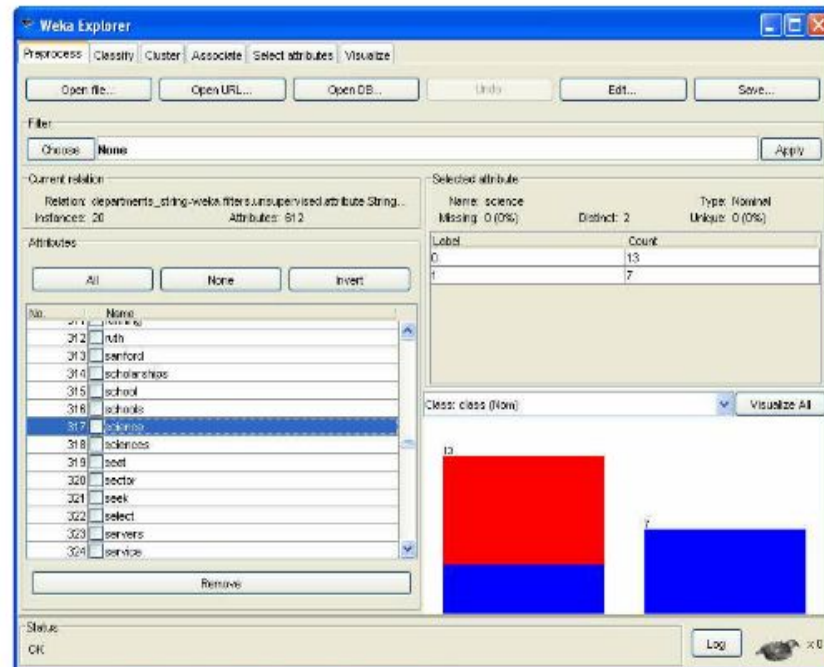 Weka Explorer
Preprocess Classify Cluster Associate Select attributes Visualize
Open file... Open URL... Open DB... Undo Edit... Save...
Filter
Choose None Apply
Current relation
Relation: departments_string-weka.filters.unsupervised.attribute.String...
Instances: 20 Attributes: 612
Selected attribute
Name: science Type: Nominal
Missing: 0 (0%) Distinct: 2 Unique: 0 (0%)
Label Count
0 13
1 7
Attributes
All None Invert
No. Name
312 ruth
313 sanford
314 scholarships
315 school
316 schools
317 science
318 sciences
319 seat
320 sector
321 seek
322 select
323 servers
324 service
Remove
Class: class (Nom) Visualize All
13
7
Status
OK
Log x 0